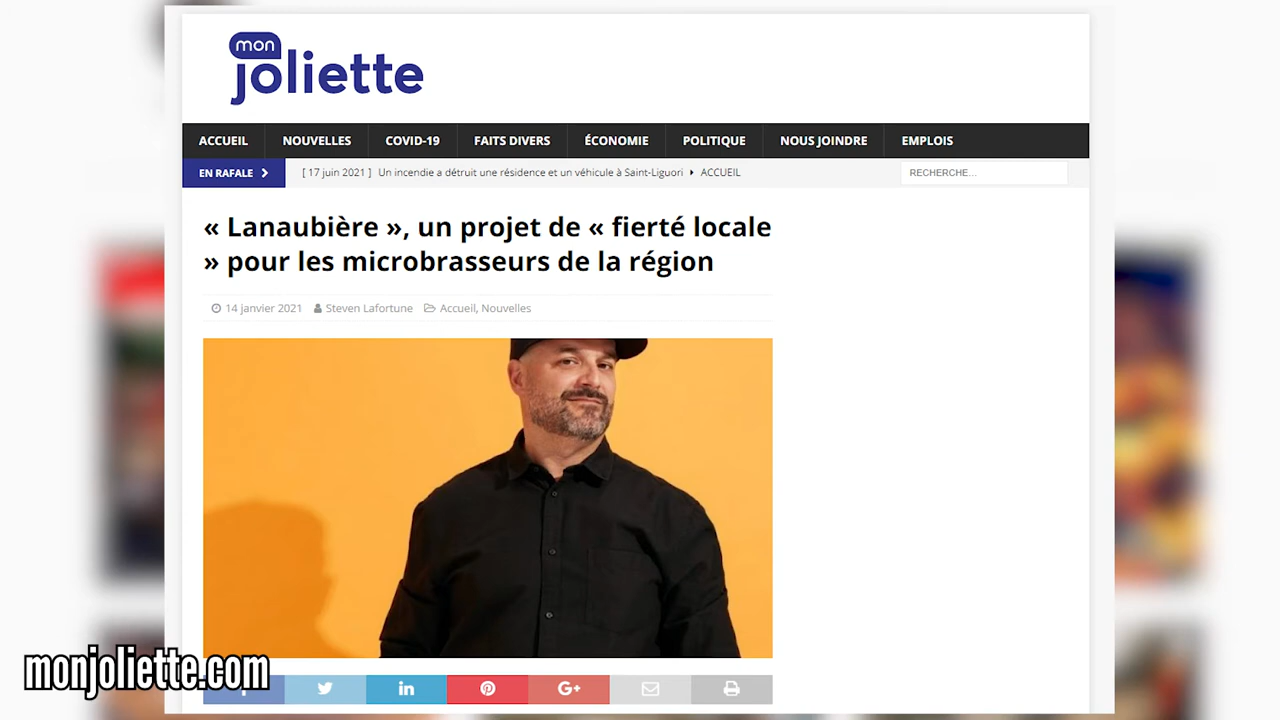 mon
joliette
ACCUEIL NOUVELLES COVID-19 FAITS DIVERS ÉCONOMIE POLITIQUE NOUS JOINDRE EMPLOIS
EN RAFALE [ 17 juin 2021 ] Un incendie a détruit une résidence et un véhicule à Saint-Liguori ACCUEIL RECHERCHE…
« Lanaubière », un projet de « fierté locale
» pour les microbrasseurs de la région
14 janvier 2021 Steven Lafortune Accueil, Nouvelles
monjoliette.com